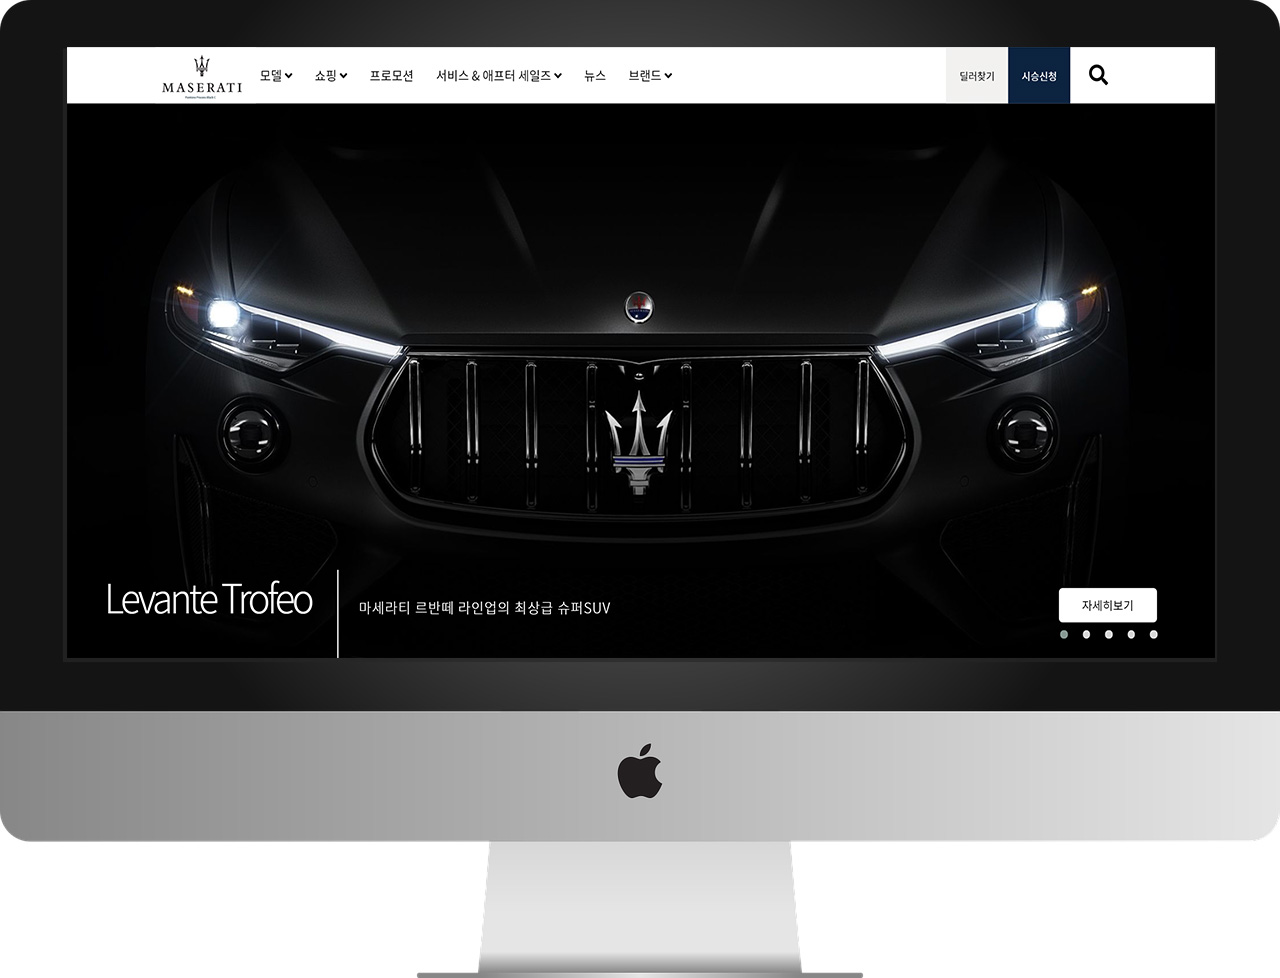 MASERATI
모델
쇼핑
프로모션
서비스 & 애프터 세일즈
뉴스
브랜드
딜러찾기
시승신청
Levante Trofeo
마세라티 르반떼 라인업의 최상급 슈퍼SUV
자세히보기